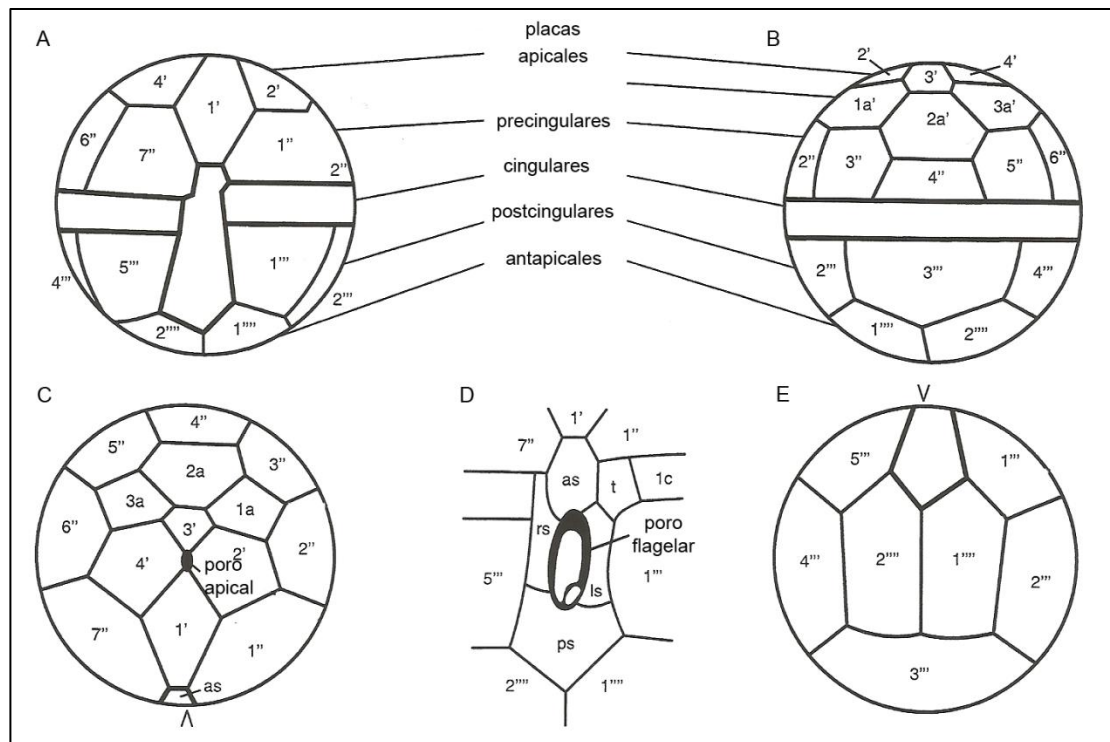 A
placas
apicales
precingulares
cingulares
postcingulares
antapicales
4’
1’
2’
6’’
7’’
1’’
2’’
5’’’
1’’’
4’’’
2’’’
2’’’’
1’’’’
B
2’
3’
4’
1a’
2a’
3a’
2’’
3’’
4’’
5’’
6’’
2’’’
3’’’
4’’’
1’’’’
2’’’’
C
4’’
5’’
3’’
2a
3a
1a
3’
6’’
2’’
4’
2’
poro
apical
7’’
1’
1’’
as
Λ
D
1’
7’’
1’’
as
t
1c
rs
poro
flagelar
5’’’
ls
1’’’
ps
2’’’’
1’’’’
E
V
5’’’
1’’’
4’’’
2’’’’
1’’’’
2’’’
3’’’